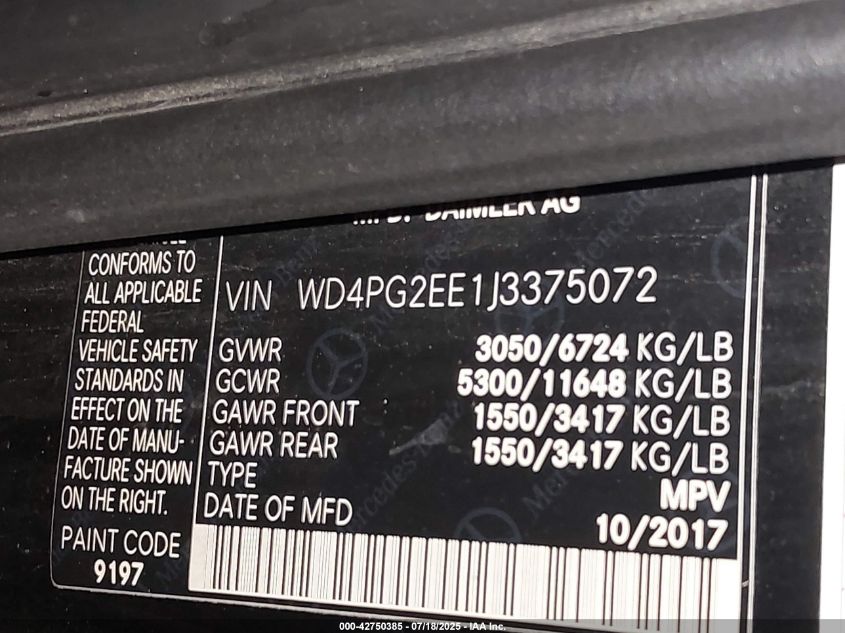 MFD. DAIMLER AG
CONFORMS TO
ALL APPLICABLE
FEDERAL
VEHICLE SAFETY
STANDARDS IN
EFFECT ON THE
DATE OF MANU-
FACTURE SHOWN
ON THE RIGHT.
PAINT CODE
9197
VIN WD4PG2EE1J3375072
GVWR 3050/6724 KG/LB
GCWR 5300/11648 KG/LB
GAWR FRONT 1550/3417 KG/LB
GAWR REAR 1550/3417 KG/LB
TYPE MPV
DATE OF MFD 10/2017
Mercedes-Benz
000-42750385 - 07/18/2025 - IAA Inc.